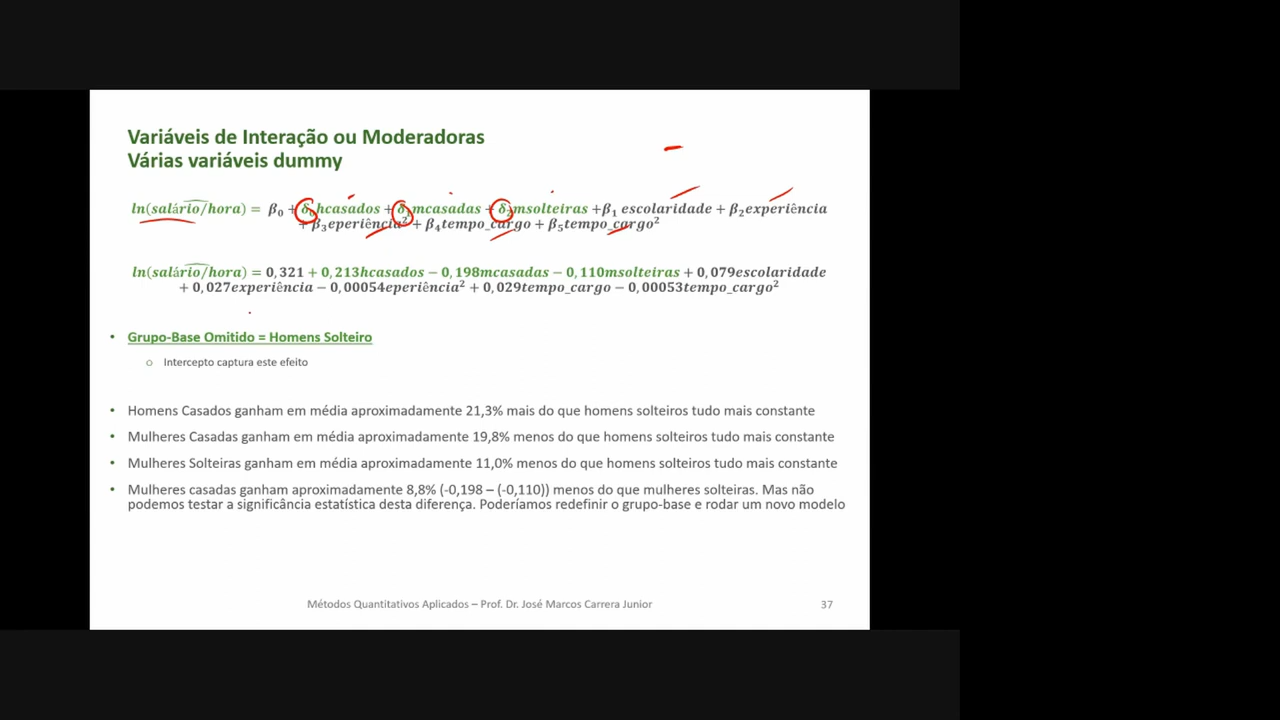 Variáveis de Interação ou Moderadoras
Várias variáveis dummy
ln(salário/hora) = β₀ + δ₀hcasados + δ₁mcasadas + δ₂msolteiras +β₁ escolaridade + β₂experiência
+ β₃eperiência² + β₄tempo_cargo + β₅tempo_cargo²
ln(salário/hora) = 0,321 + 0,213hcasados − 0,198mcasadas − 0,110msolteiras + 0,079escolaridade
+ 0,027experiência − 0,00054eperiência² + 0,029tempo_cargo − 0,00053tempo_cargo²
• Grupo-Base Omitido = Homens Solteiro
○ Intercepto captura este efeito
• Homens Casados ganham em média aproximadamente 21,3% mais do que homens solteiros tudo mais constante
• Mulheres Casadas ganham em média aproximadamente 19,8% menos do que homens solteiros tudo mais constante
• Mulheres Solteiras ganham em média aproximadamente 11,0% menos do que homens solteiros tudo mais constante
• Mulheres casadas ganham aproximadamente 8,8% (-0,198 – (-0,110)) menos do que mulheres solteiras. Mas não
podemos testar a significância estatística desta diferença. Poderíamos redefinir o grupo-base e rodar um novo modelo
Métodos Quantitativos Aplicados – Prof. Dr. José Marcos Carrera Junior
37